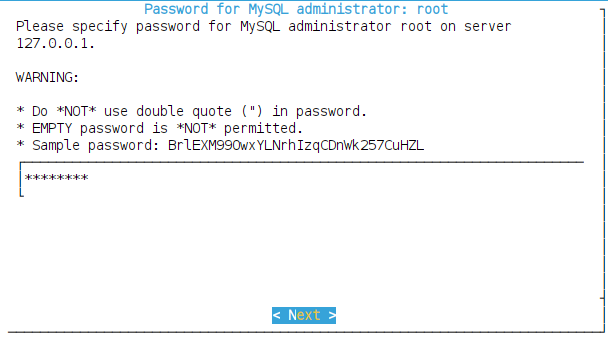 Password for MySQL administrator: root
Please specify password for MySQL administrator root on server
127.0.0.1.
WARNING:
* Do *NOT* use double quote (") in password.
* EMPTY password is *NOT* permitted.
* Sample password: BrlEXM99OwxYLNrhIzqCDnWk257CuHZL
********
< Next >